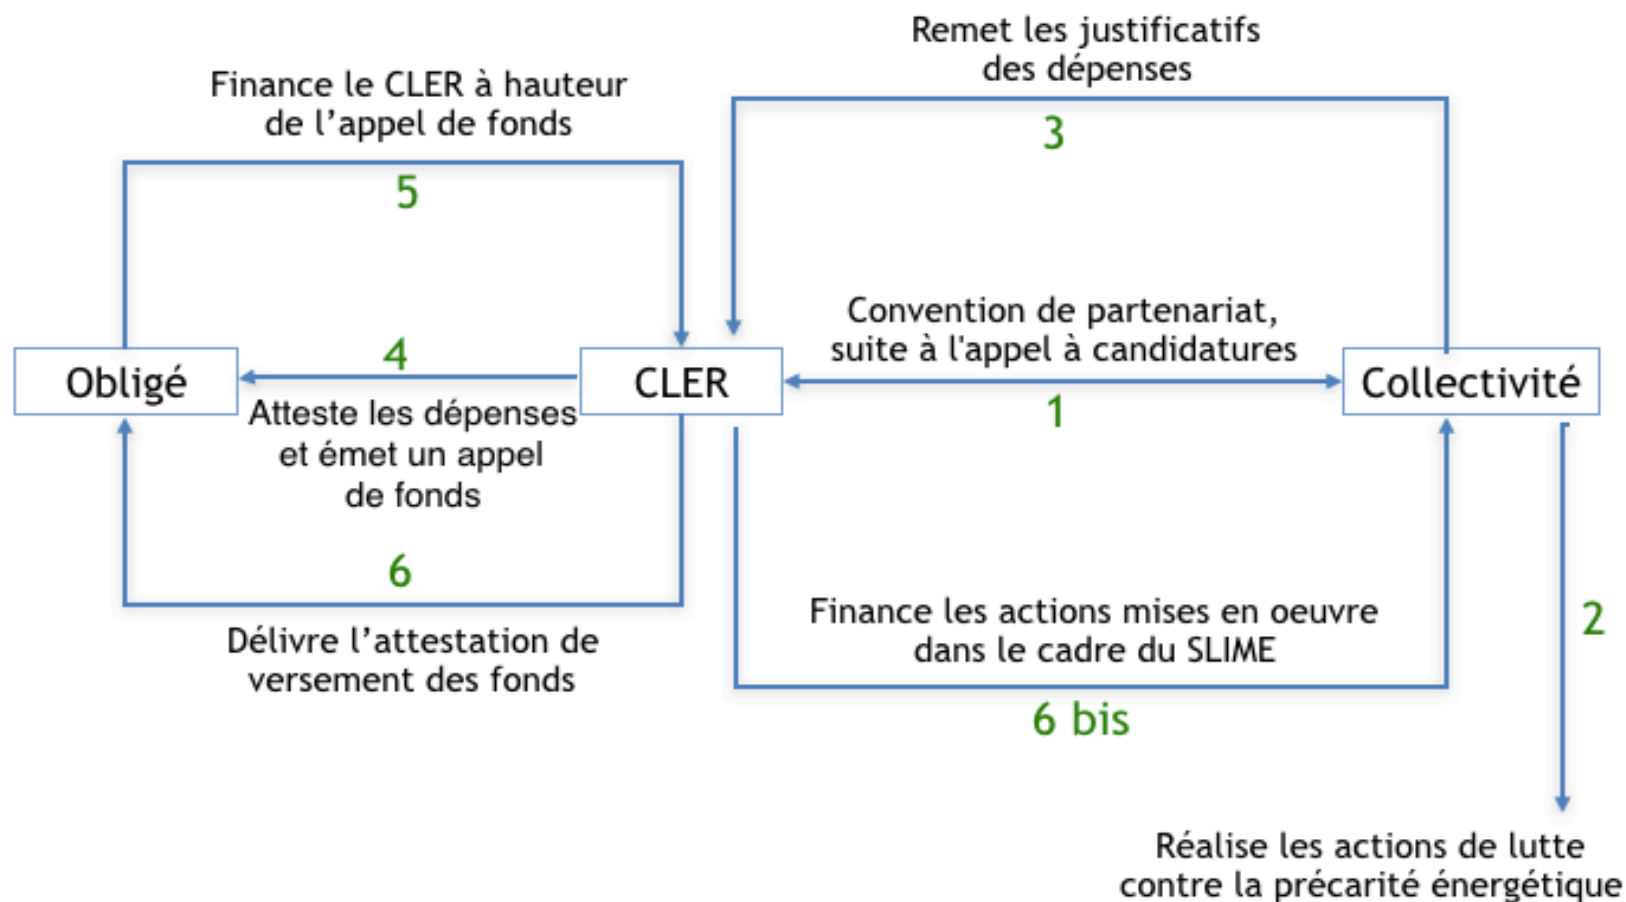 Remet les justificatifs
des dépenses
3
Finance le CLER à hauteur
de l’appel de fonds
5
Convention de partenariat,
suite à l'appel à candidatures
1
Obligé
4
CLER
Collectivité
Atteste les dépenses
et émet un appel
de fonds
6
Délivre l’attestation de
versement des fonds
Finance les actions mises en oeuvre
dans le cadre du SLIME
6 bis
2
Réalise les actions de lutte
contre la précarité énergétique